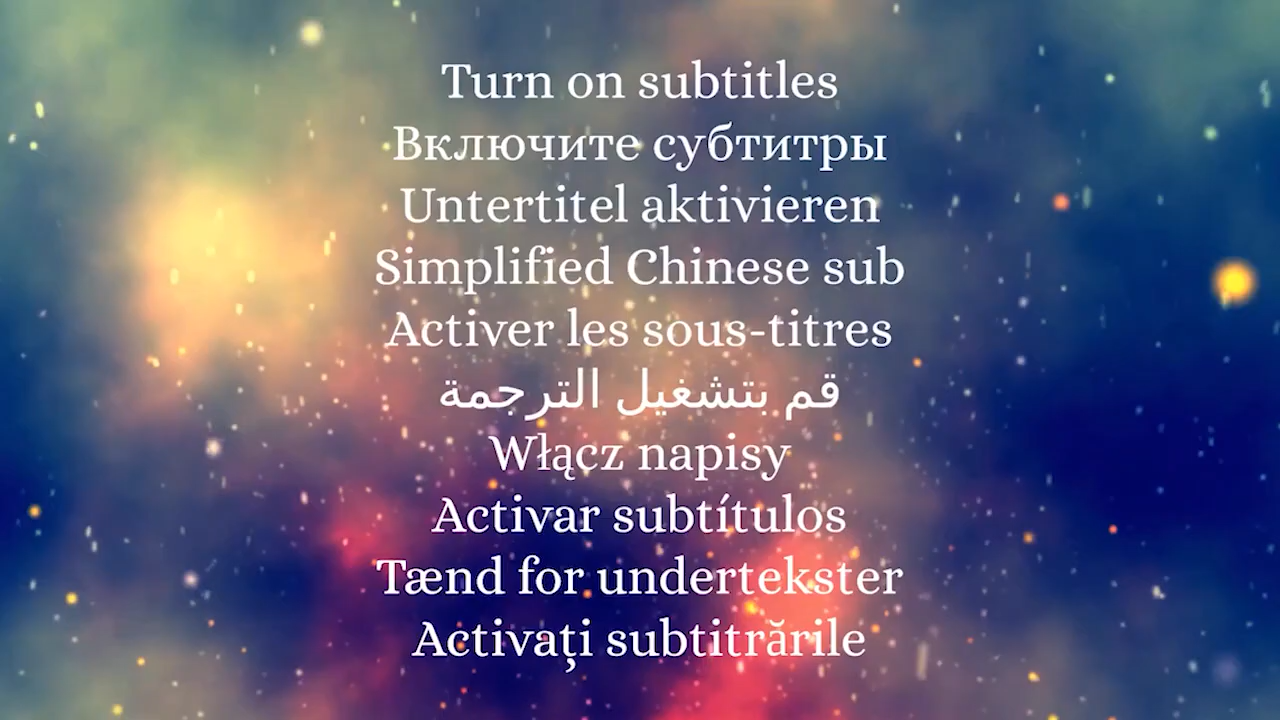 Turn on subtitles
Включите субтитры
Untertitel aktivieren
Simplified Chinese sub
Activer les sous-titres
قم بتشغيل الترجمة
Włącz napisy
Activar subtítulos
Tænd for undertekster
Activați subtitrările